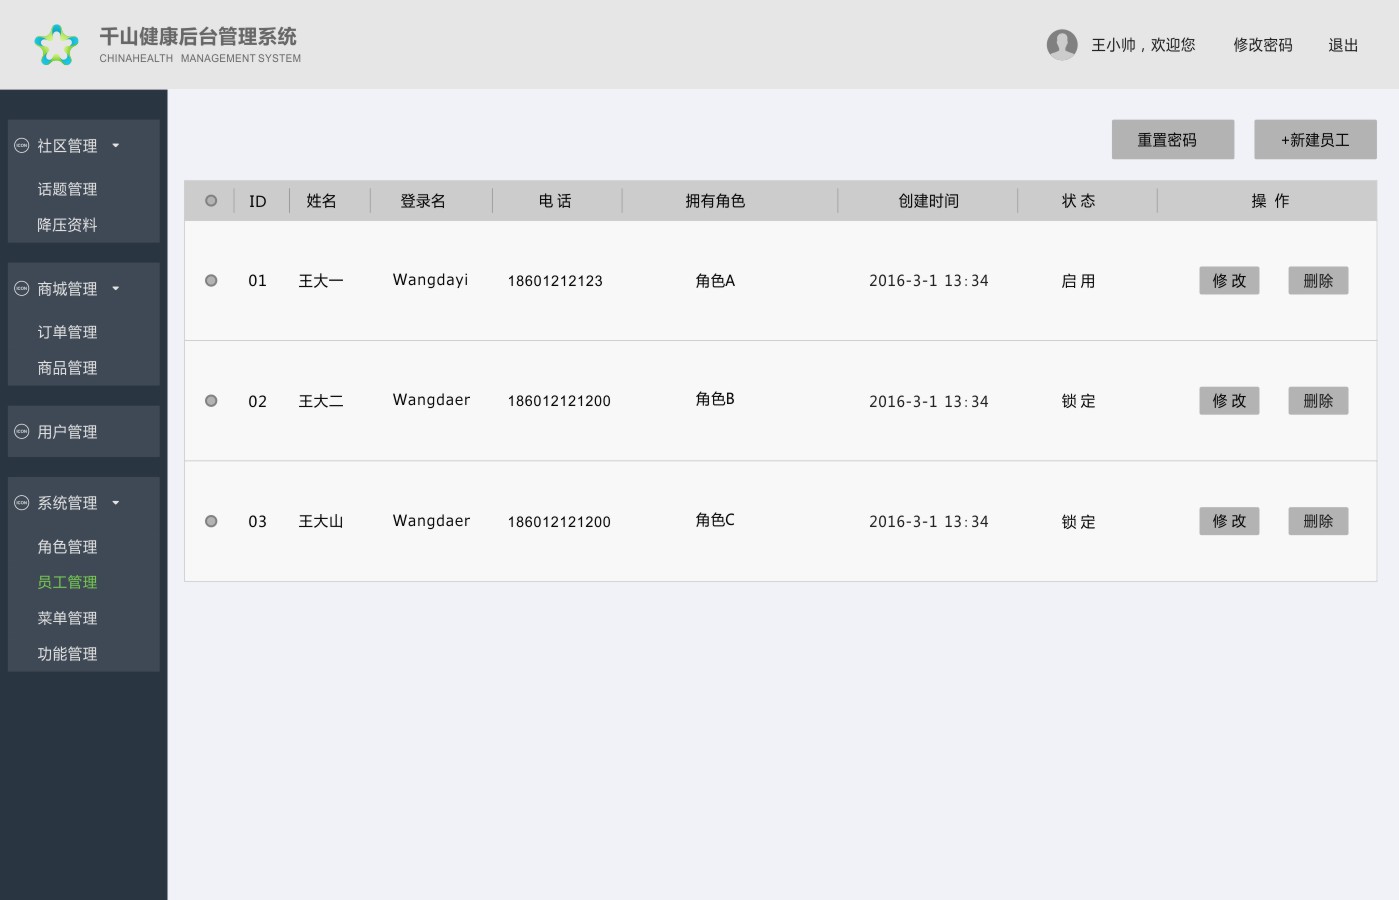 千山健康后台管理系统
CHINAHEALTH MANAGEMENT SYSTEM
王小帅，欢迎您 修改密码 退出
社区管理
话题管理
降压资料
商城管理
订单管理
商品管理
用户管理
系统管理
角色管理
员工管理
菜单管理
功能管理
重置密码 +新建员工
ID 姓名 登录名 电 话 拥有角色 创建时间 状 态 操 作
01 王大一 Wangdayi 18601212123 角色A 2016-3-1 13:34 启 用 修 改 删除
02 王大二 Wangdaer 186012121200 角色B 2016-3-1 13:34 锁 定 修 改 删除
03 王大山 Wangdaer 186012121200 角色C 2016-3-1 13:34 锁 定 修 改 删除